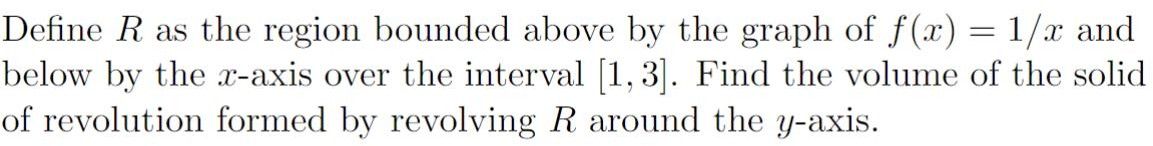 Define R as the region bounded above by the graph of f(x) = 1/x and
below by the x-axis over the interval [1, 3]. Find the volume of the solid
of revolution formed by revolving R around the y-axis.